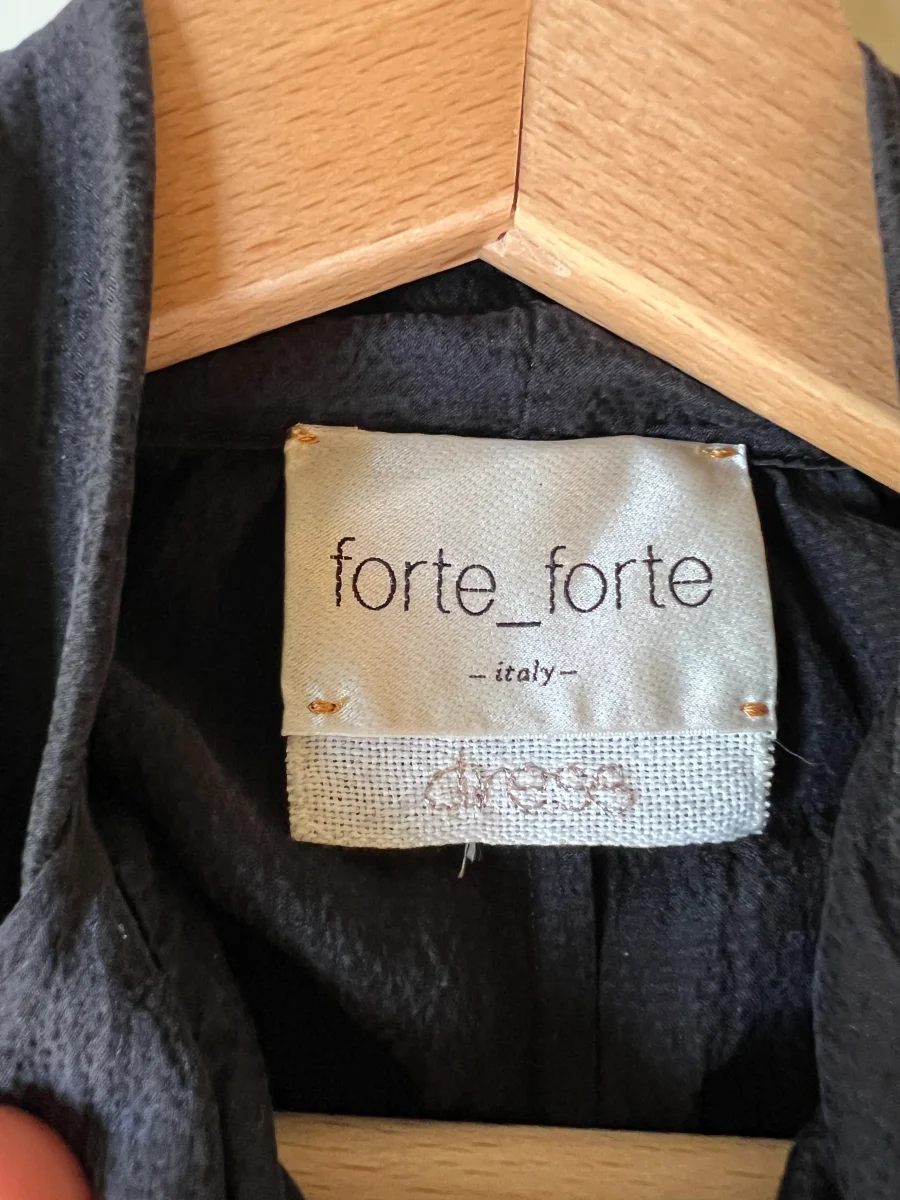 forte_forte
– italy –
dress